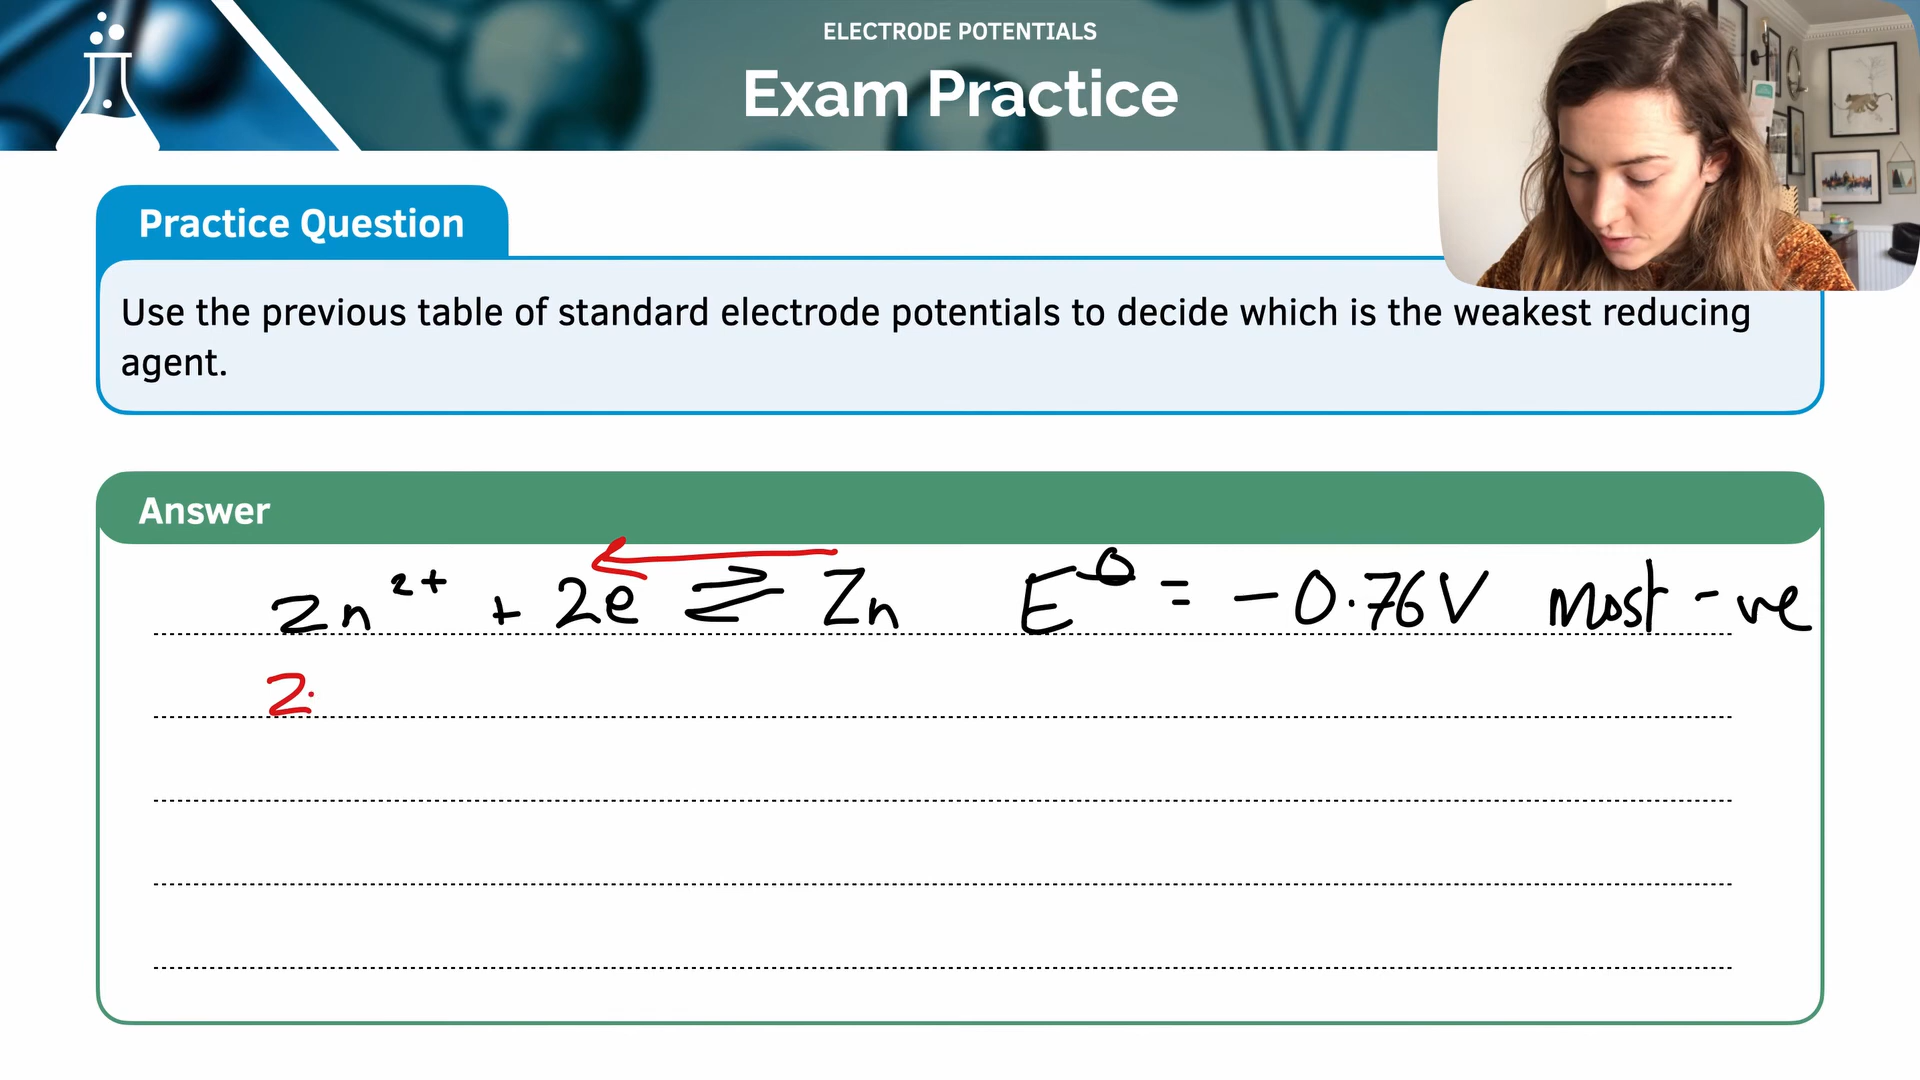 ELECTRODE POTENTIALS
Exam Practice
Practice Question
Use the previous table of standard electrode potentials to decide which is the weakest reducing
agent.
Answer
Zn²⁺ + 2e ⇌ Zn E⦵ = -0.76V most -ve
Z